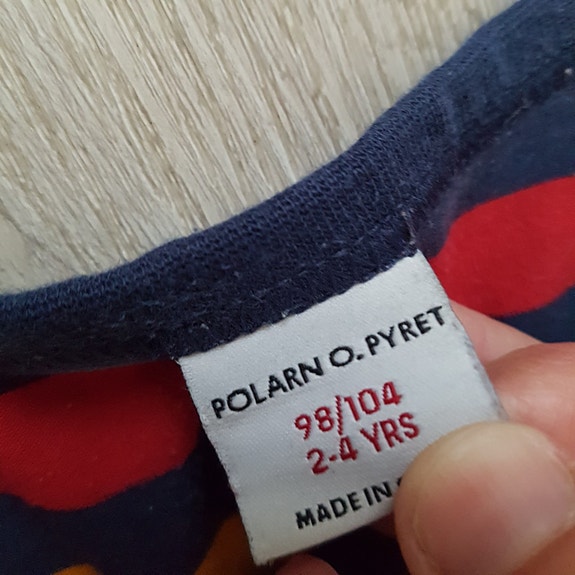 POLARN O. PYRET
98/104
2-4 YRS
MADE IN